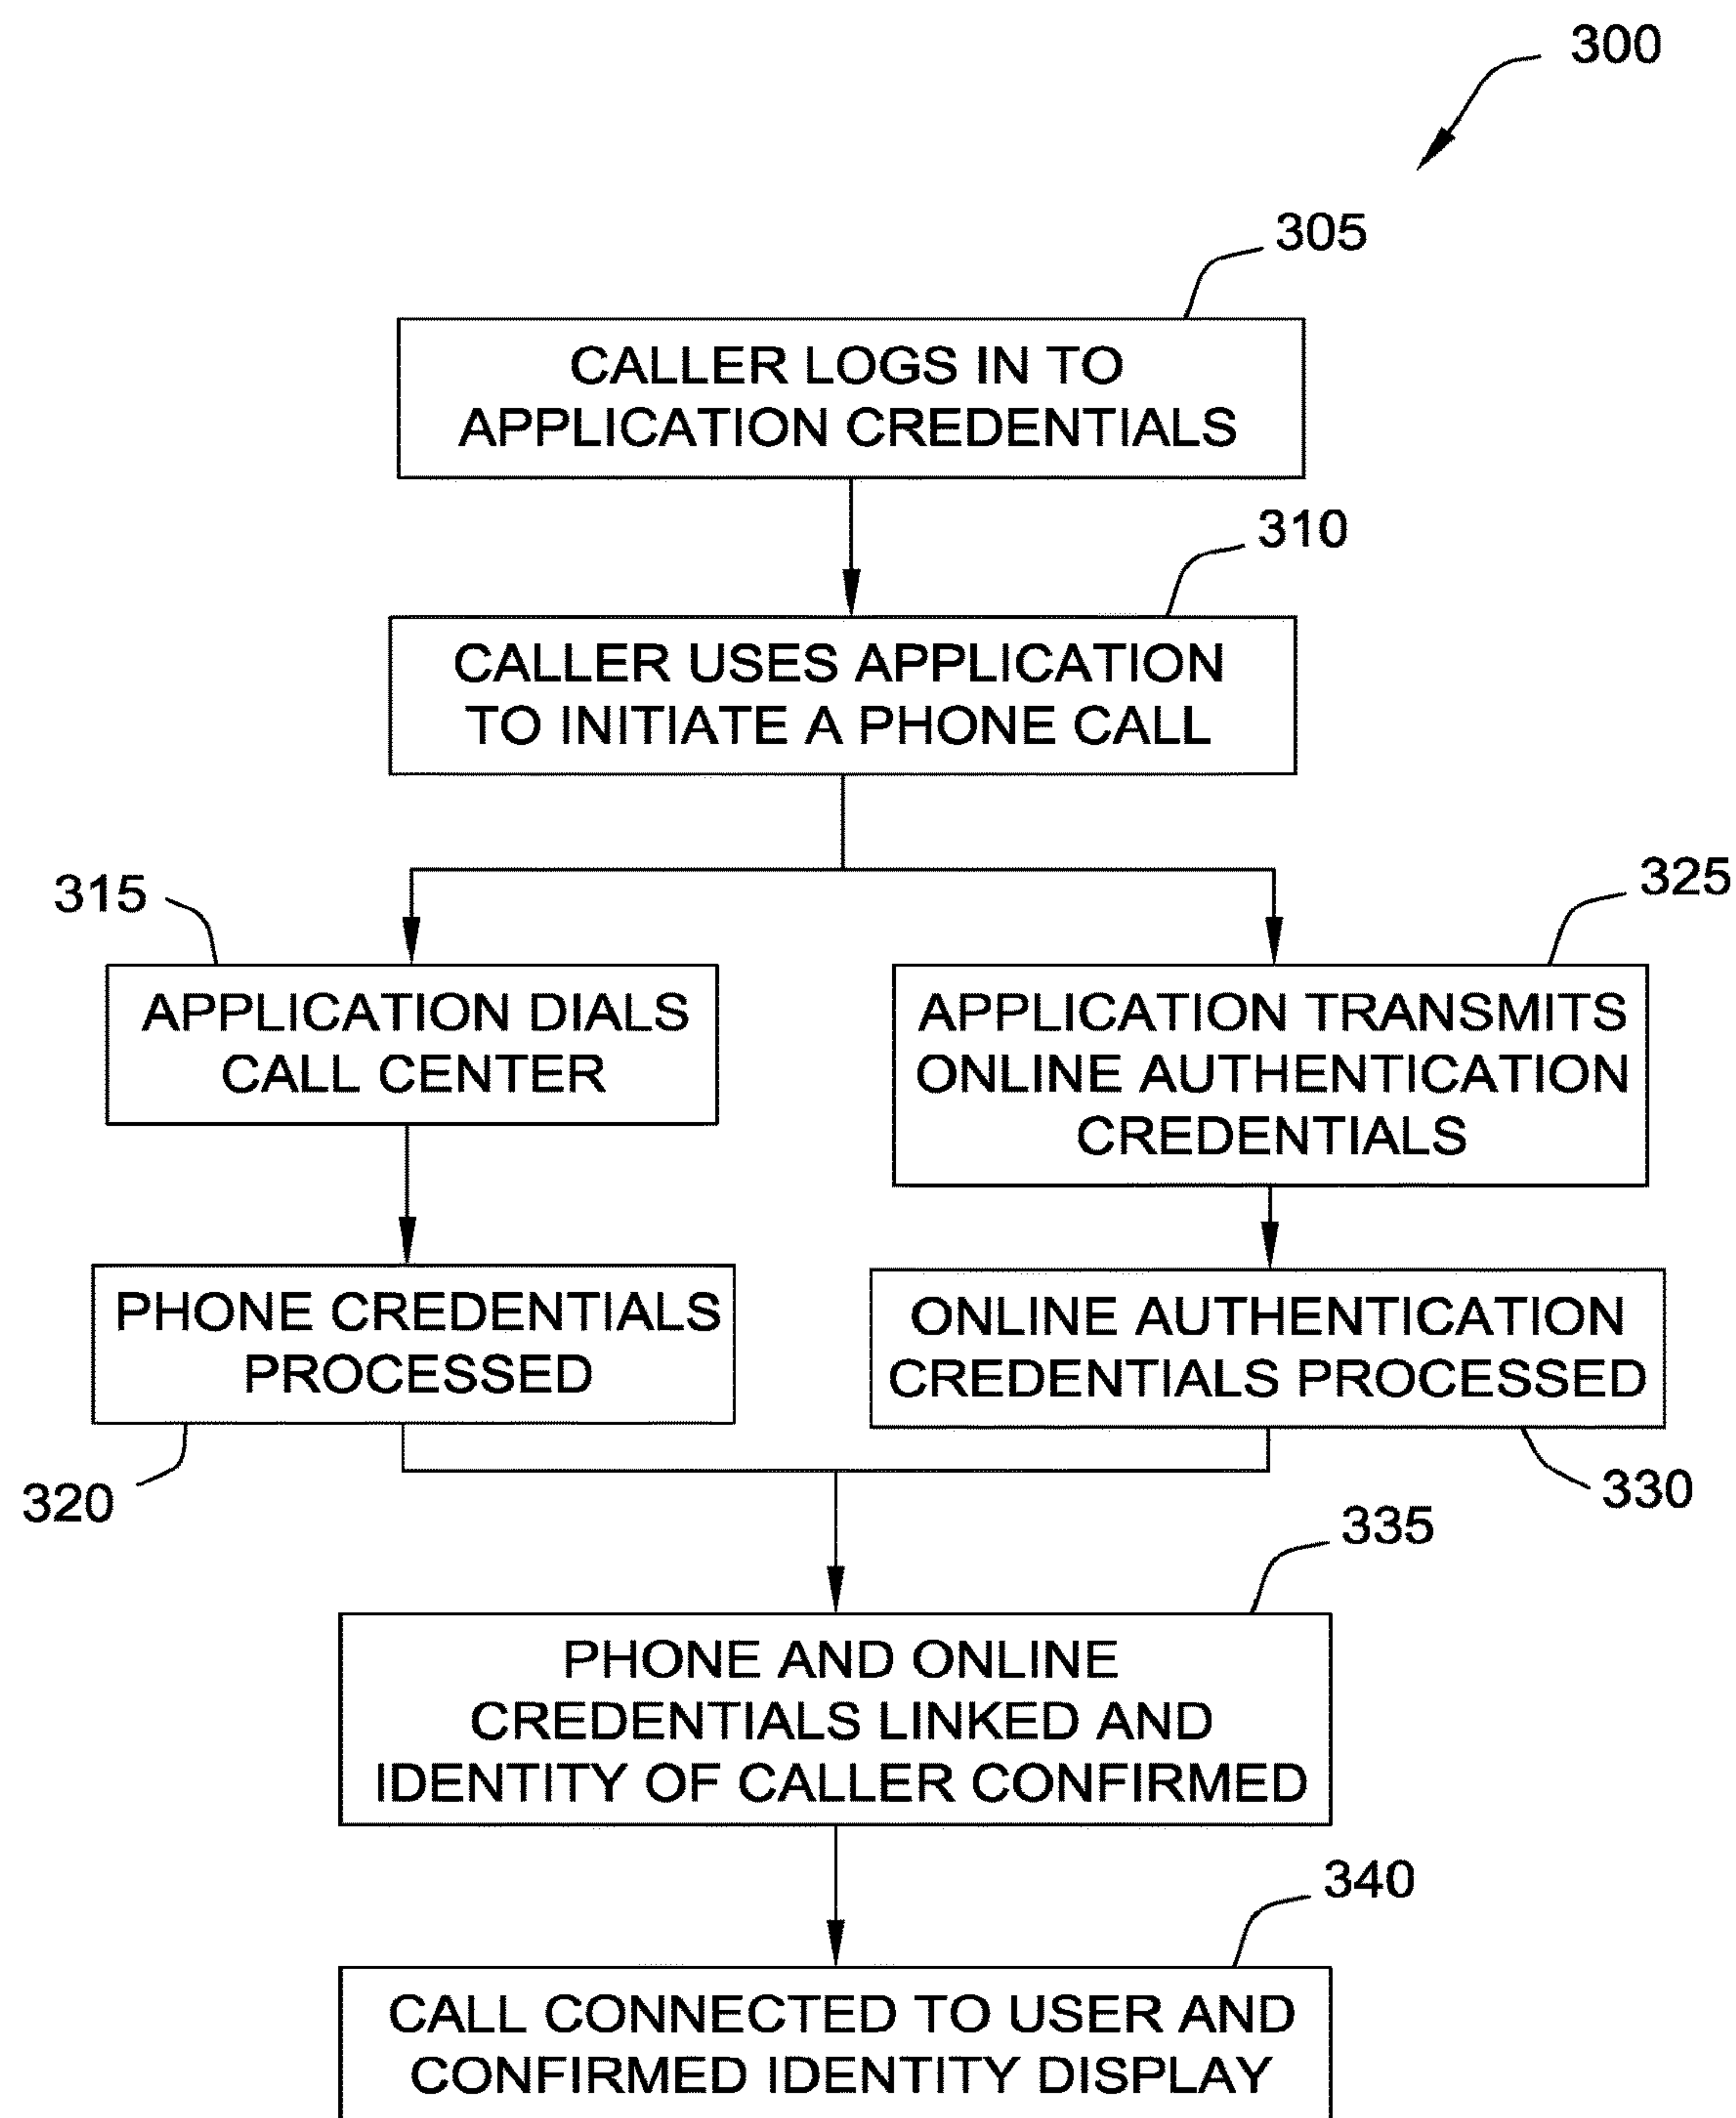 300
305
CALLER LOGS IN TO
APPLICATION CREDENTIALS
310
CALLER USES APPLICATION
TO INITIATE A PHONE CALL
315
APPLICATION DIALS
CALL CENTER
325
APPLICATION TRANSMITS
ONLINE AUTHENTICATION
CREDENTIALS
PHONE CREDENTIALS
PROCESSED
320
ONLINE AUTHENTICATION
CREDENTIALS PROCESSED
330
335
PHONE AND ONLINE
CREDENTIALS LINKED AND
IDENTITY OF CALLER CONFIRMED
340
CALL CONNECTED TO USER AND
CONFIRMED IDENTITY DISPLAY